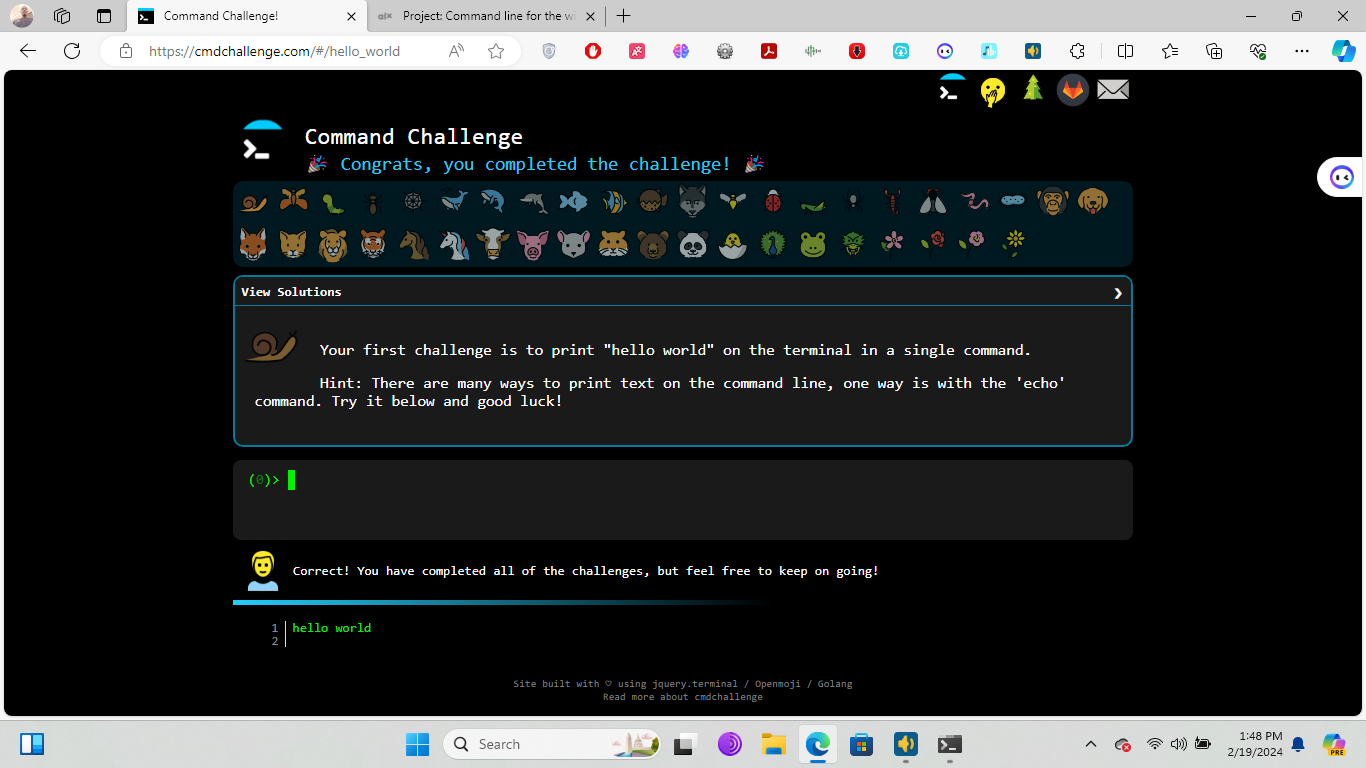 Command Challenge!
Project: Command line for the wi
https://cmdchallenge.com/#/hello_world
Command Challenge
Congrats, you completed the challenge!
View Solutions
Your first challenge is to print "hello world" on the terminal in a single command.
Hint: There are many ways to print text on the command line, one way is with the 'echo'
command. Try it below and good luck!
(0)>
Correct! You have completed all of the challenges, but feel free to keep on going!
1 hello world
2
Site built with ♡ using jquery.terminal / Openmoji / Golang
Read more about cmdchallenge
Search
1:48 PM
2/19/2024
PRE